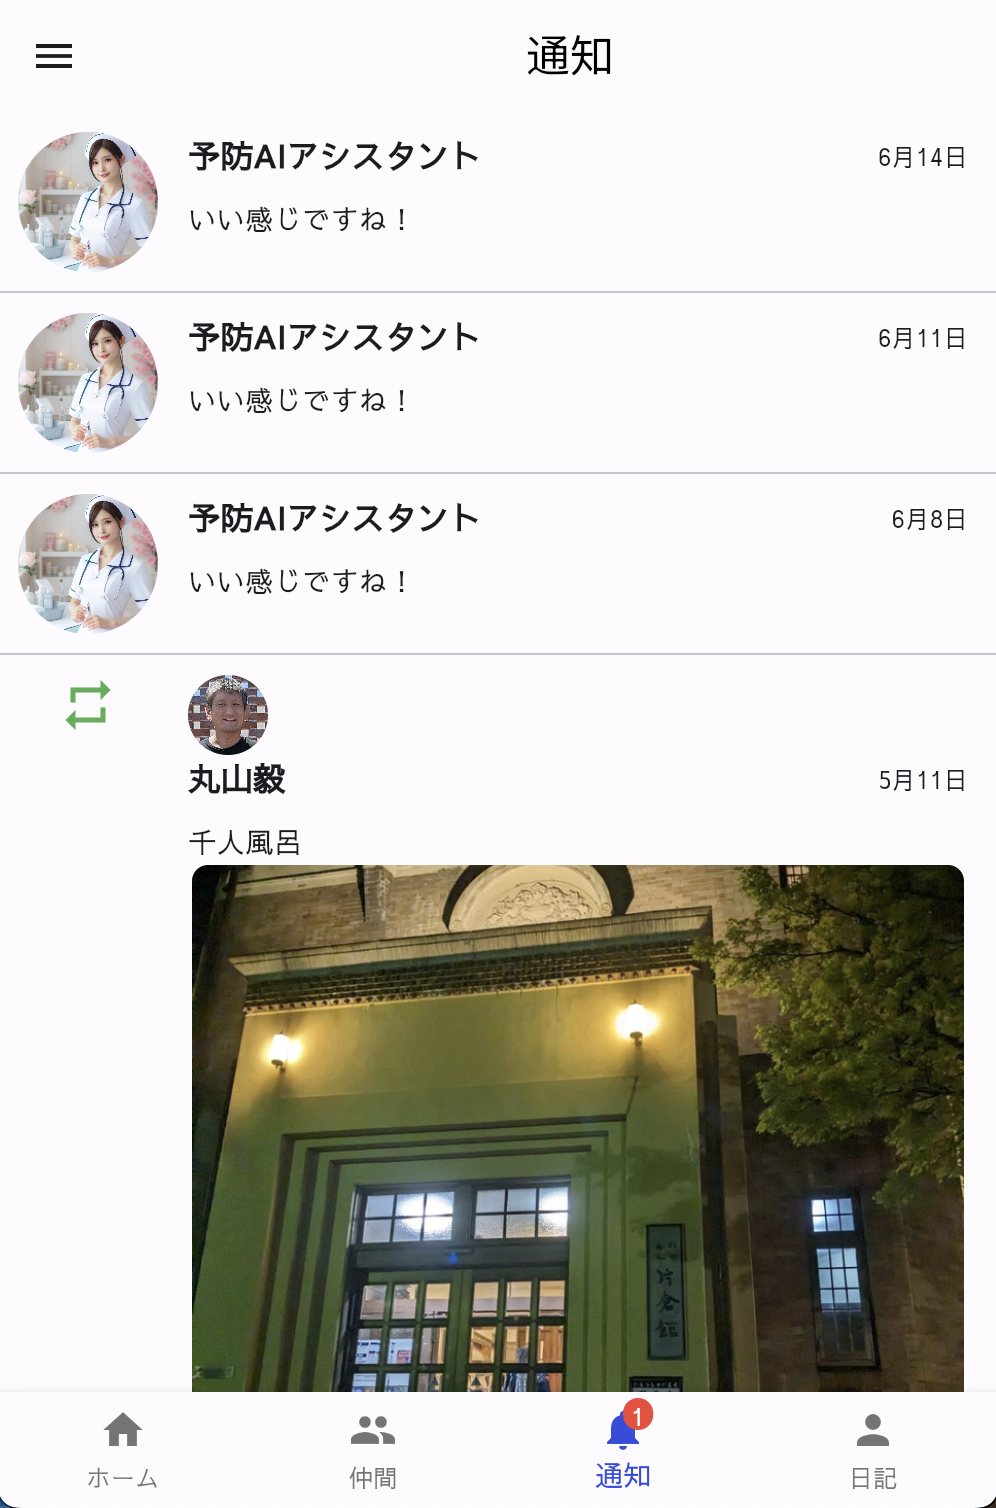 通知
予防AIアシスタント
6月14日
いい感じですね！
予防AIアシスタント
6月11日
いい感じですね！
予防AIアシスタント
6月8日
いい感じですね！
丸山毅
5月11日
千人風呂
片倉館
ホーム
仲間
1
通知
日記